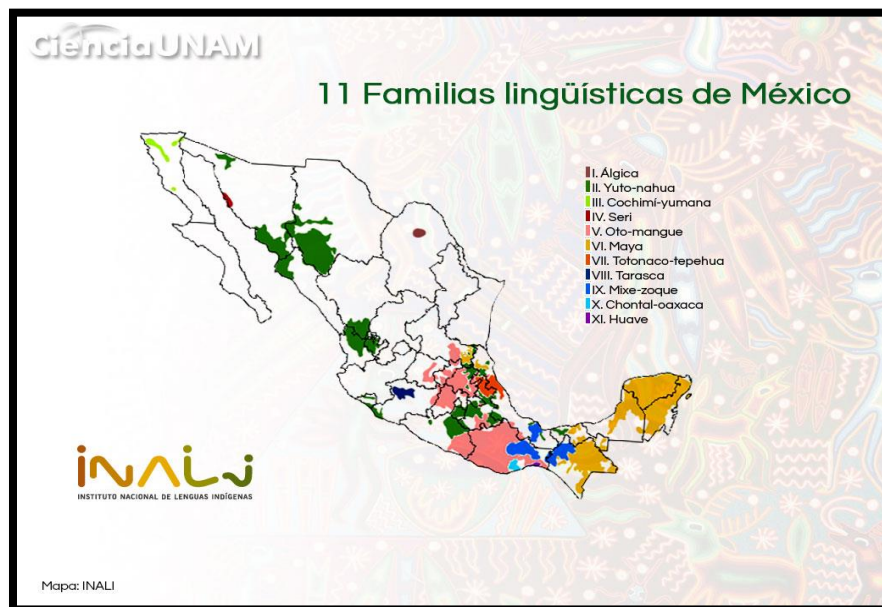 CienciaUNAM
11 Familias lingüísticas de México
I. Álgica
II. Yuto-nahua
III. Cochimí-yumana
IV. Seri
V. Oto-mangue
VI. Maya
VII. Totonaco-tepehua
VIII. Tarasca
IX. Mixe-zoque
X. Chontal-oaxaca
XI. Huave
INALI
INSTITUTO NACIONAL DE LENGUAS INDÍGENAS
Mapa: INALI